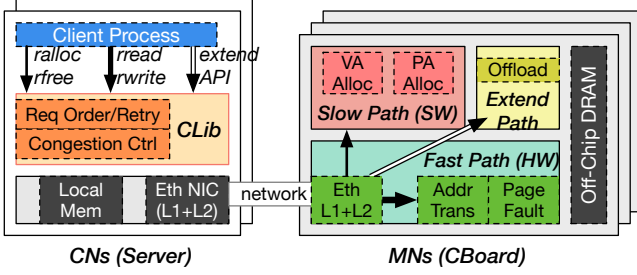 Client Process
ralloc
rfree
rread
rwrite
extend
API
Req Order/Retry
Congestion Ctrl
CLib
Local
Mem
Eth NIC
(L1+L2)
CNs (Server)
network
VA
Alloc
PA
Alloc
Slow Path (SW)
Offload
Extend
Path
Fast Path (HW)
Eth
L1+L2
Addr
Trans
Page
Fault
Off-Chip DRAM
MNs (CBoard)